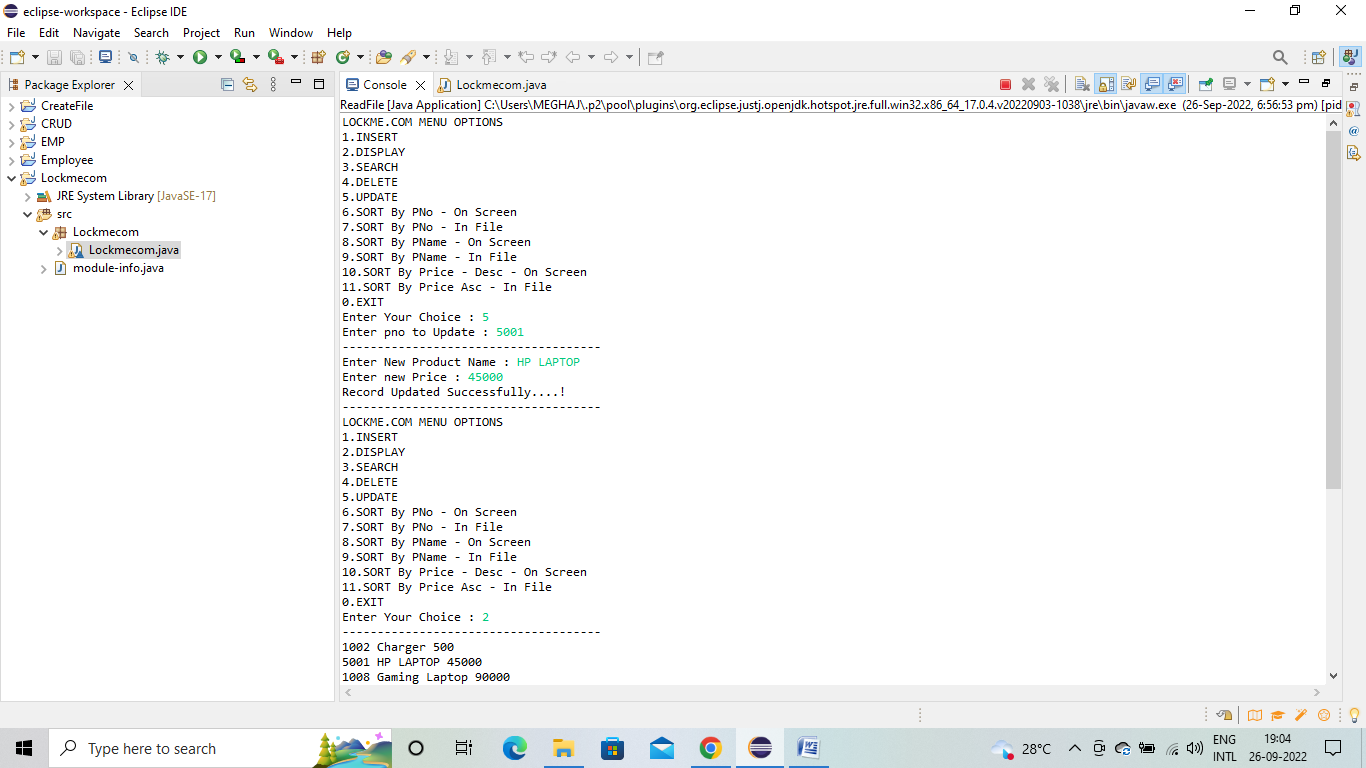 eclipse-workspace - Eclipse IDE
File Edit Navigate Search Project Run Window Help
Package Explorer
CreateFile
CRUD
EMP
Employee
Lockmecom
JRE System Library [JavaSE-17]
src
Lockmecom
Lockmecom.java
module-info.java
Console
Lockmecom.java
ReadFile [Java Application] C:\Users\MEGHAJ\.p2\pool\plugins\org.eclipse.justj.openjdk.hotspot.jre.full.win32.x86_64_17.0.4.v20220903-1038\jre\bin\javaw.exe (26-Sep-2022, 6:56:53 pm) [pid
LOCKME.COM MENU OPTIONS
1.INSERT
2.DISPLAY
3.SEARCH
4.DELETE
5.UPDATE
6.SORT By PNo - On Screen
7.SORT By PNo - In File
8.SORT By PName - On Screen
9.SORT By PName - In File
10.SORT By Price - Desc - On Screen
11.SORT By Price Asc - In File
0.EXIT
Enter Your Choice : 5
Enter pno to Update : 5001
-------------------------------------
Enter New Product Name : HP LAPTOP
Enter new Price : 45000
Record Updated Successfully....!
-------------------------------------
LOCKME.COM MENU OPTIONS
1.INSERT
2.DISPLAY
3.SEARCH
4.DELETE
5.UPDATE
6.SORT By PNo - On Screen
7.SORT By PNo - In File
8.SORT By PName - On Screen
9.SORT By PName - In File
10.SORT By Price - Desc - On Screen
11.SORT By Price Asc - In File
0.EXIT
Enter Your Choice : 2
-------------------------------------
1002 Charger 500
5001 HP LAPTOP 45000
1008 Gaming Laptop 90000
Type here to search
28°C
ENG
INTL
19:04
26-09-2022